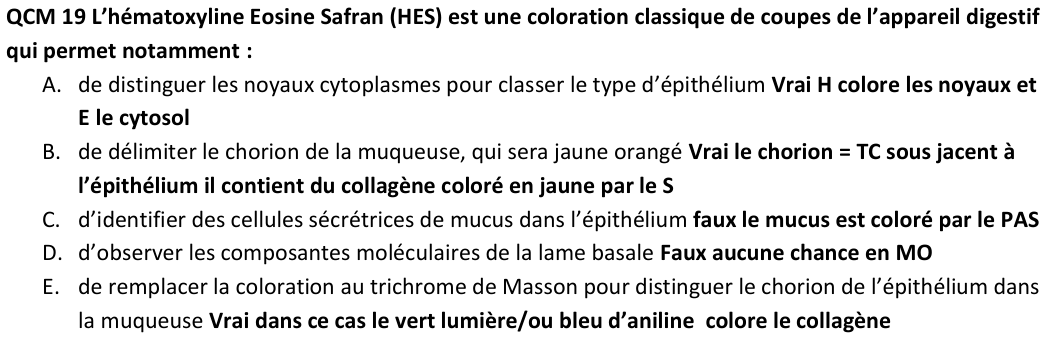 QCM 19 L’hématoxyline Eosine Safran (HES) est une coloration classique de coupes de l’appareil digestif
qui permet notamment :
A. de distinguer les noyaux cytoplasmes pour classer le type d’épithélium Vrai H colore les noyaux et
E le cytosol
B. de délimiter le chorion de la muqueuse, qui sera jaune orangé Vrai le chorion = TC sous jacent à
l’épithélium il contient du collagène coloré en jaune par le S
C. d’identifier des cellules sécrétrices de mucus dans l’épithélium faux le mucus est coloré par le PAS
D. d’observer les composantes moléculaires de la lame basale Faux aucune chance en MO
E. de remplacer la coloration au trichrome de Masson pour distinguer le chorion de l’épithélium dans
la muqueuse Vrai dans ce cas le vert lumière/ou bleu d’aniline colore le collagène